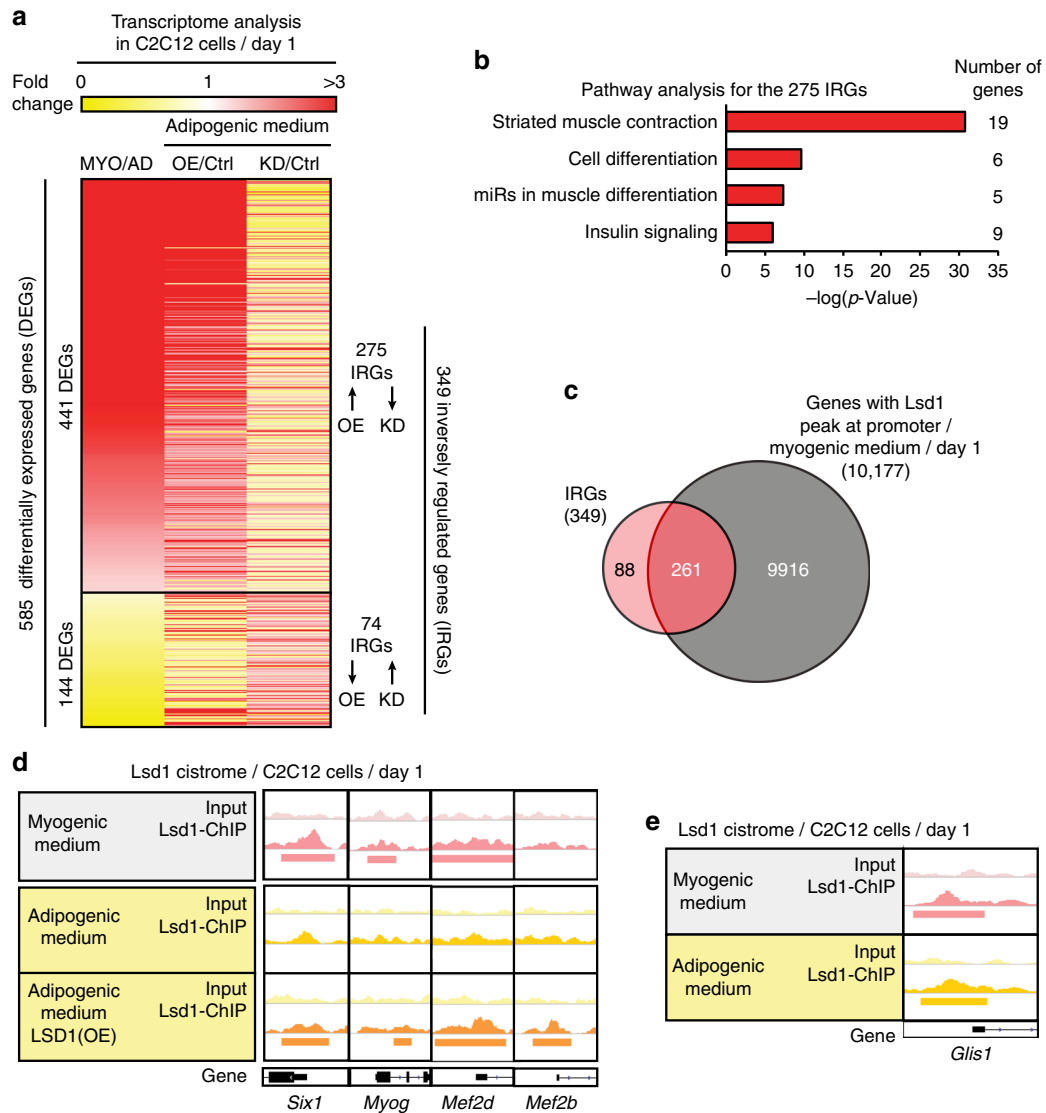 a
Transcriptome analysis
in C2C12 cells / day 1
Fold
change
0 1 >3
Adipogenic medium
MYO/AD OE/Ctrl KD/Ctrl
585 differentially expressed genes (DEGs)
441 DEGs
144 DEGs
275
IRGs
OE KD
74
IRGs
OE KD
349 inversely regulated genes (IRGs)
b
Pathway analysis for the 275 IRGs
Number of
genes
Striated muscle contraction 19
Cell differentiation 6
miRs in muscle differentiation 5
Insulin signaling 9
0 5 10 15 20 25 30 35
–log(p-Value)
c
Genes with Lsd1
peak at promoter /
myogenic medium / day 1
(10,177)
IRGs
(349)
88 261 9916
d
Lsd1 cistrome / C2C12 cells / day 1
Myogenic
medium
Input
Lsd1-ChIP
Adipogenic
medium
Input
Lsd1-ChIP
Adipogenic
medium
LSD1(OE)
Input
Lsd1-ChIP
Gene
Six1 Myog Mef2d Mef2b
e
Lsd1 cistrome / C2C12 cells / day 1
Myogenic
medium
Input
Lsd1-ChIP
Adipogenic
medium
Input
Lsd1-ChIP
Gene
Glis1